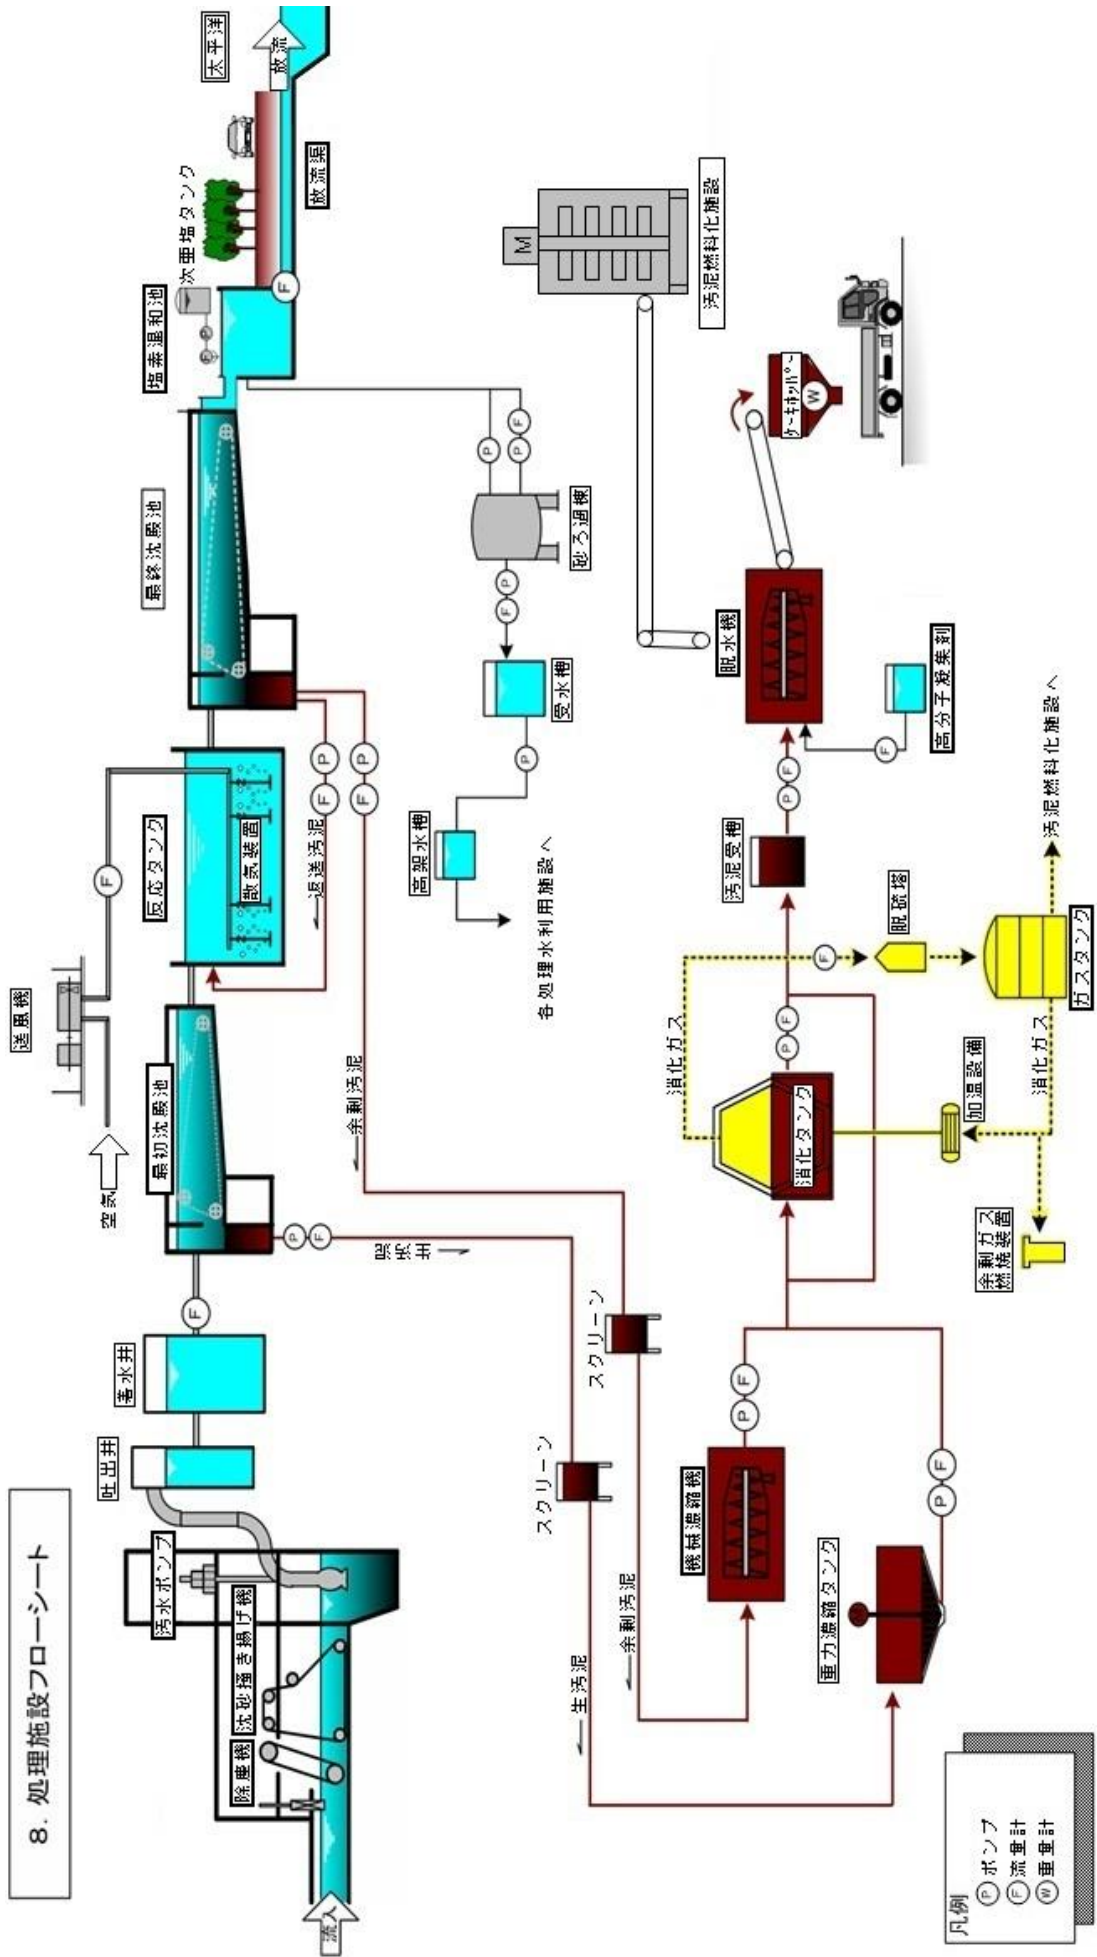 8. 処理施設フローシート
流入
除塵機
沈砂掻き揚げ機
汚水ポンプ
吐出井
着水井
F
空気
送風機
F
最初沈殿池
反応タンク
散気装置
最終沈殿池
塩素混和池
次亜塩タンク
P
F
F
放流渠
放流
太平洋
P
F
生汚泥
F
P
返送汚泥
F
P
余剰汚泥
P
P
F
砂ろ過棟
F
P
受水槽
P
高架水槽
各処理水利用施設へ
スクリーン
スクリーン
生汚泥
余剰汚泥
機械濃縮機
P
F
重力濃縮タンク
P
F
消化タンク
P
F
消化ガス
F
脱硫塔
ガスタンク
汚泥燃料化施設へ
消化ガス
加温設備
余剰ガス
燃焼装置
汚泥受槽
P
F
脱水機
F
高分子凝集剤
ケーキホッパー
W
M
汚泥燃料化施設
凡例
P ポンプ
F 流量計
W 重量計